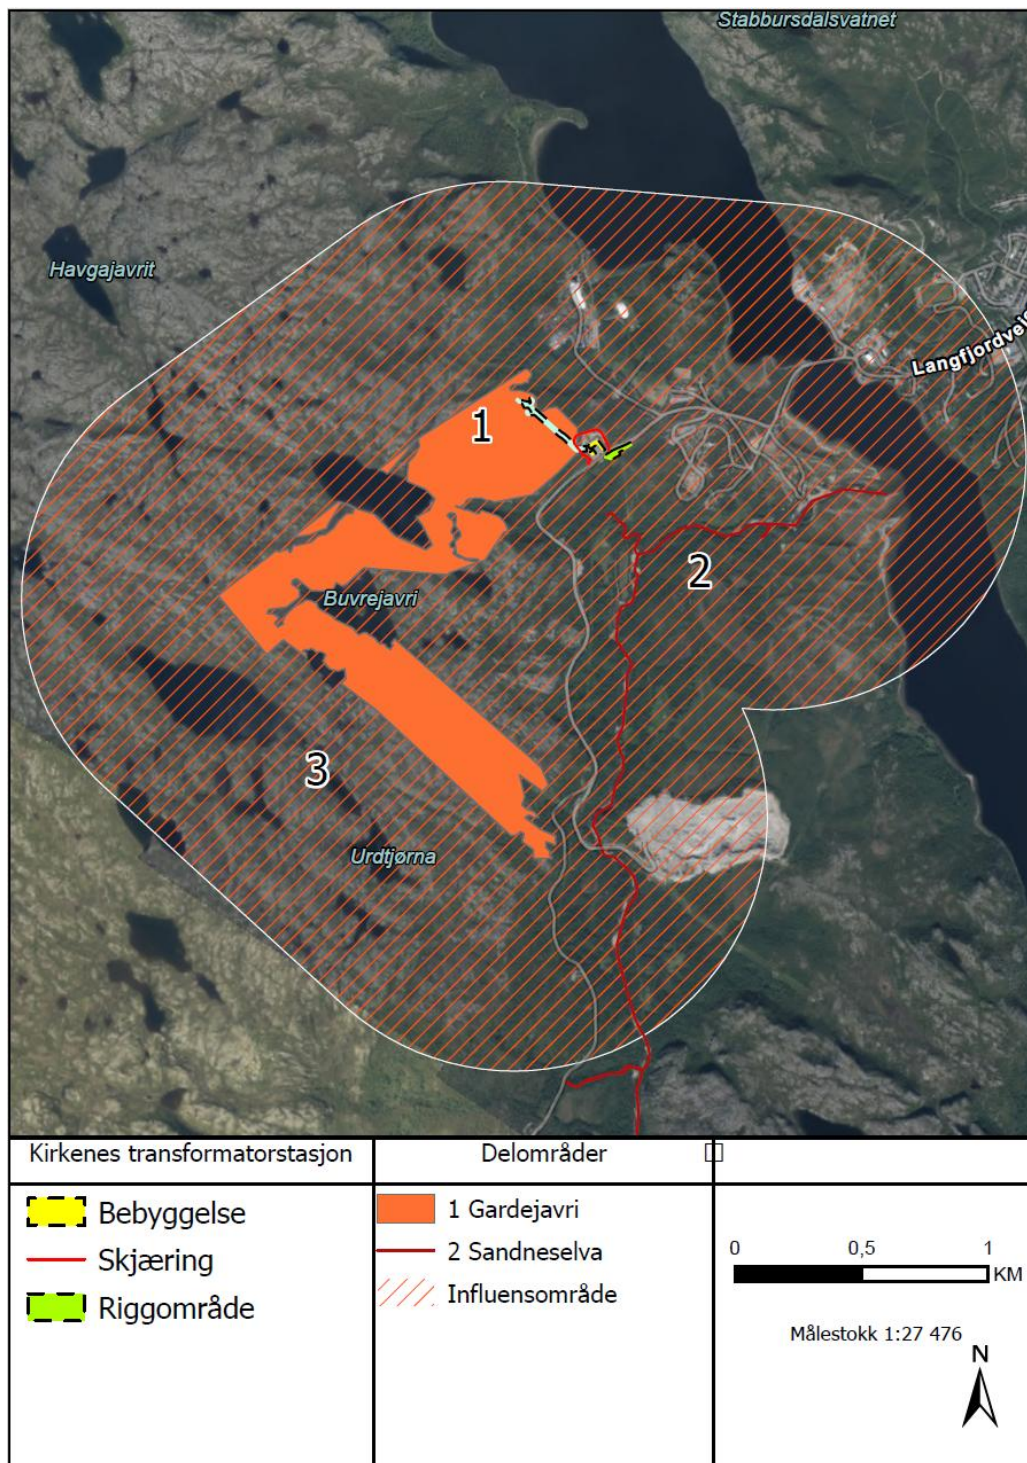 Stabbursdalsvatnet
Havgajavrit
Langfjordvei
1
2
Buvrejavri
3
Urdtjørna
Kirkenes transformatorstasjon
Bebyggelse
Skjæring
Riggområde
Delområder
1 Gardejavri
2 Sandneselva
Influensområde
0 0,5 1
KM
Målestokk 1:27 476
N